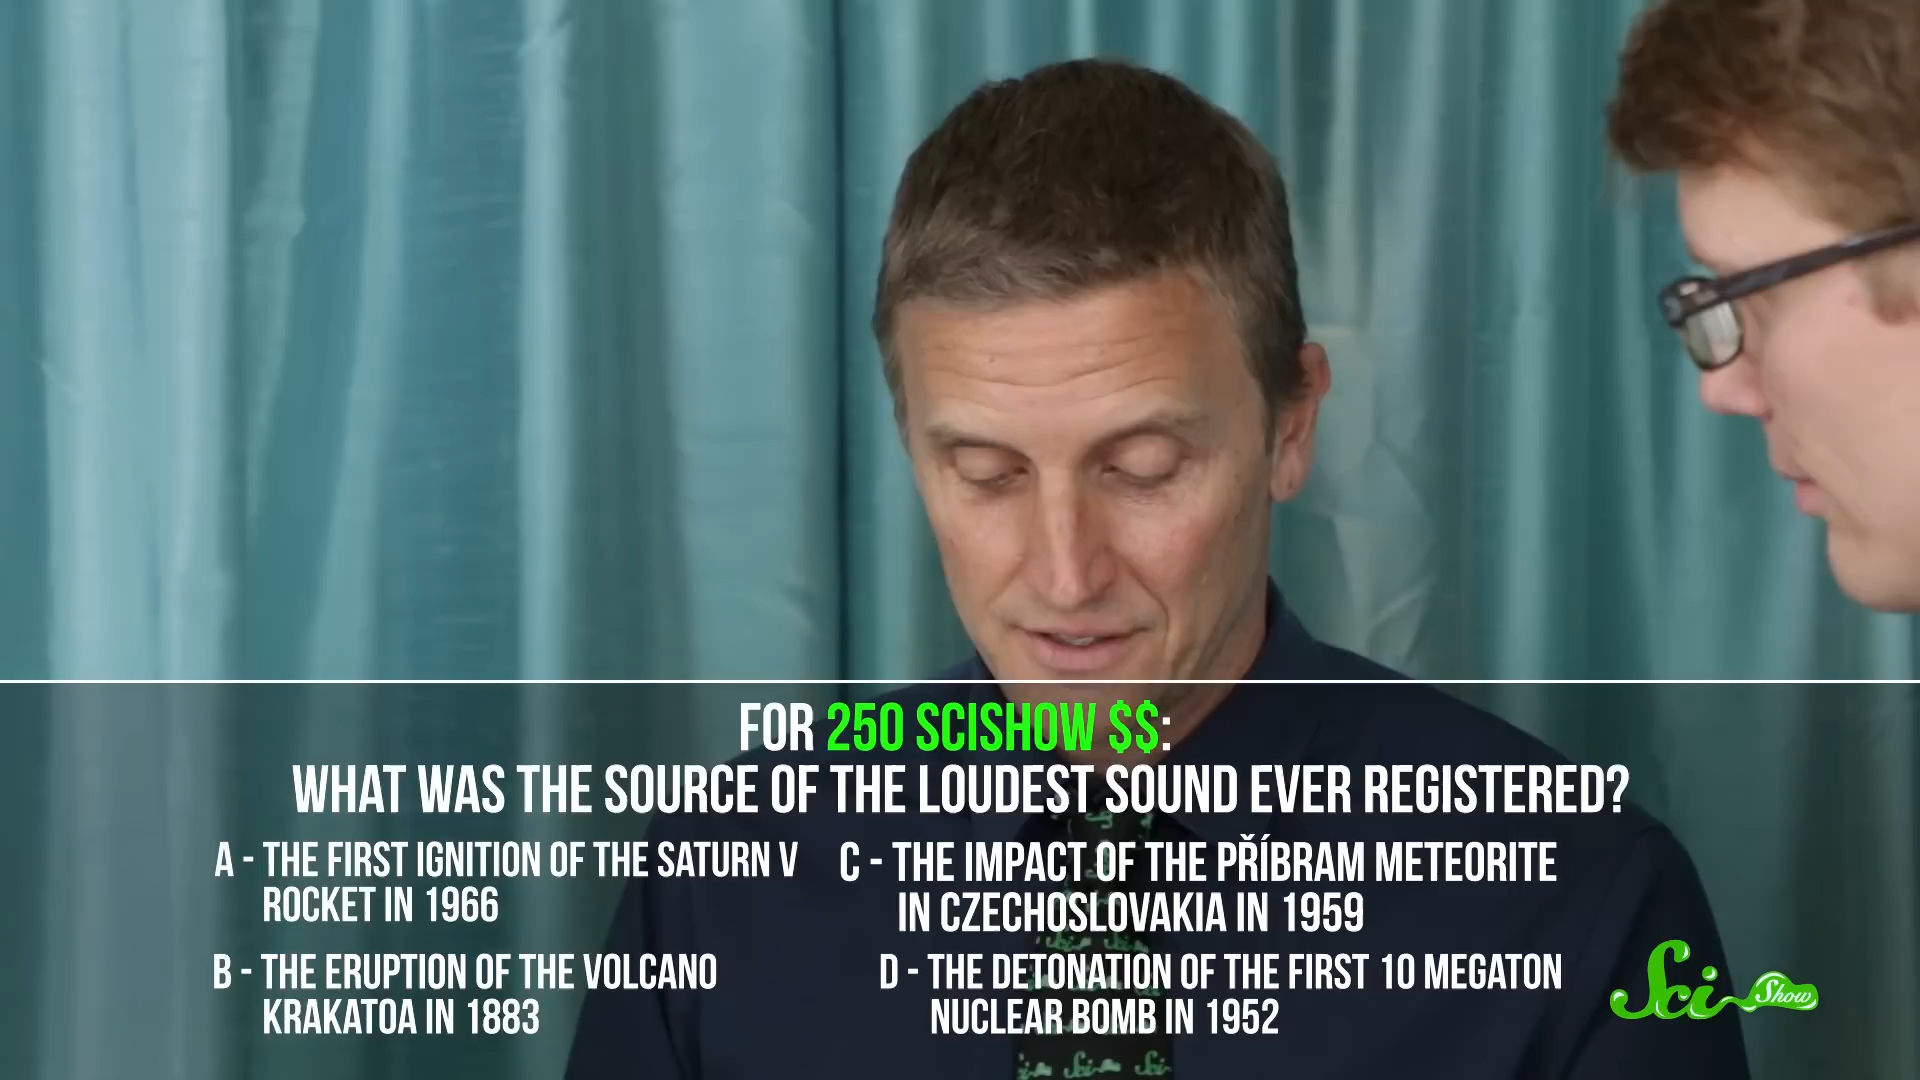 FOR 250 SCISHOW $$:
WHAT WAS THE SOURCE OF THE LOUDEST SOUND EVER REGISTERED?
A - THE FIRST IGNITION OF THE SATURN V
ROCKET IN 1966
B - THE ERUPTION OF THE VOLCANO
KRAKATOA IN 1883
C - THE IMPACT OF THE PŘÍBRAM METEORITE
IN CZECHOSLOVAKIA IN 1959
D - THE DETONATION OF THE FIRST 10 MEGATON
NUCLEAR BOMB IN 1952
Sci Show